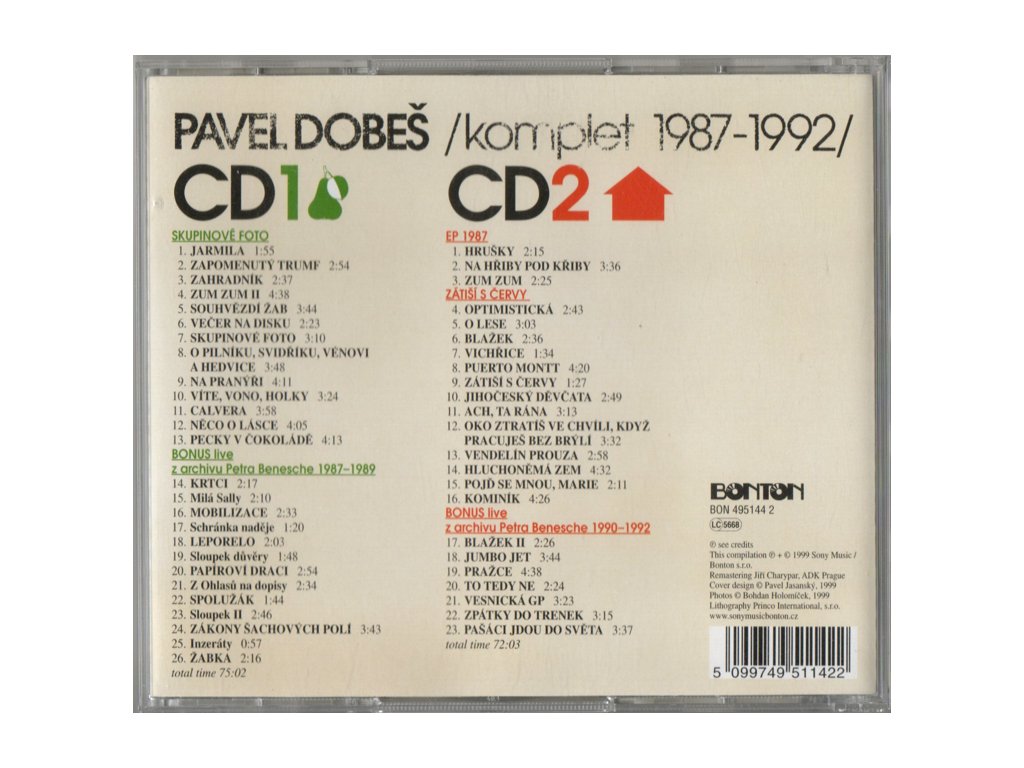 PAVEL DOBEŠ /komplet 1987-1992/
CD1
SKUPINOVÉ FOTO
1. JARMILA 1:55
2. ZAPOMENUTÝ TRUMF 2:54
3. ZAHRADNÍK 2:37
4. ZUM ZUM II 4:38
5. SOUHVĚZDÍ ŽAB 3:44
6. VEČER NA DISKU 2:23
7. SKUPINOVÉ FOTO 3:10
8. O PILNÍKU, SVIDŘÍKU, VĚNOVI
A HEDVICE 3:48
9. NA PRANÝŘI 4:11
10. VÍTE, VONO, HOLKY 3:24
11. CALVERA 3:58
12. NĚCO O LÁSCE 4:05
13. PECKY V ČOKOLÁDĚ 4:13
BONUS live
z archivu Petra Benesche 1987–1989
14. KRTCI 2:17
15. Milá Sally 2:10
16. MOBILIZACE 2:33
17. Schránka naděje 1:20
18. LEPORELO 2:03
19. Sloupek důvěry 1:48
20. PAPÍROVÍ DRACI 2:54
21. Z Ohlasů na dopisy 2:34
22. SPOLUŽÁK 1:44
23. Sloupek II 2:46
24. ZÁKONY ŠACHOVÝCH POLÍ 3:43
25. Inzeráty 0:57
26. ŽABKA 2:16
total time 75:02
CD2
EP 1987
1. HRUŠKY 2:15
2. NA HŘIBY POD KŘIBY 3:36
3. ZUM ZUM 2:25
ZÁTIŠÍ S ČERVY
4. OPTIMISTICKÁ 2:43
5. O LESE 3:03
6. BLAŽEK 2:36
7. VICHŘICE 1:34
8. PUERTO MONTT 4:20
9. ZÁTIŠÍ S ČERVY 1:27
10. JIHOČESKÝ DĚVČATA 2:49
11. ACH, TA RÁNA 3:13
12. OKO ZTRATÍŠ VE CHVÍLI, KDYŽ
PRACUJEŠ BEZ BRÝLÍ 3:32
13. VENDELÍN PROUZA 2:58
14. HLUCHONĚMÁ ZEM 4:32
15. POJĎ SE MNOU, MARIE 2:11
16. KOMINÍK 4:26
BONUS live
z archivu Petra Benesche 1990–1992
17. BLAŽEK II 2:26
18. JUMBO JET 3:44
19. PRAŽCE 4:38
20. TO TEDY NE 2:24
21. VESNICKÁ GP 3:23
22. ZPÁTKY DO TRENEK 3:15
23. PAŠÁCI JDOU DO SVĚTA 3:37
total time 72:03
BONTON
BON 495144 2
LC 5668
℗ see credits
This compilation ℗ + © 1999 Sony Music /
Bonton s.r.o.
Remastering Jiří Charypar, ADK Prague
Cover design © Pavel Jasanský, 1999
Photos © Bohdan Holomíček, 1999
Lithography Princo International, s.r.o.
www.sonymusicbonton.cz
5 099749 511422